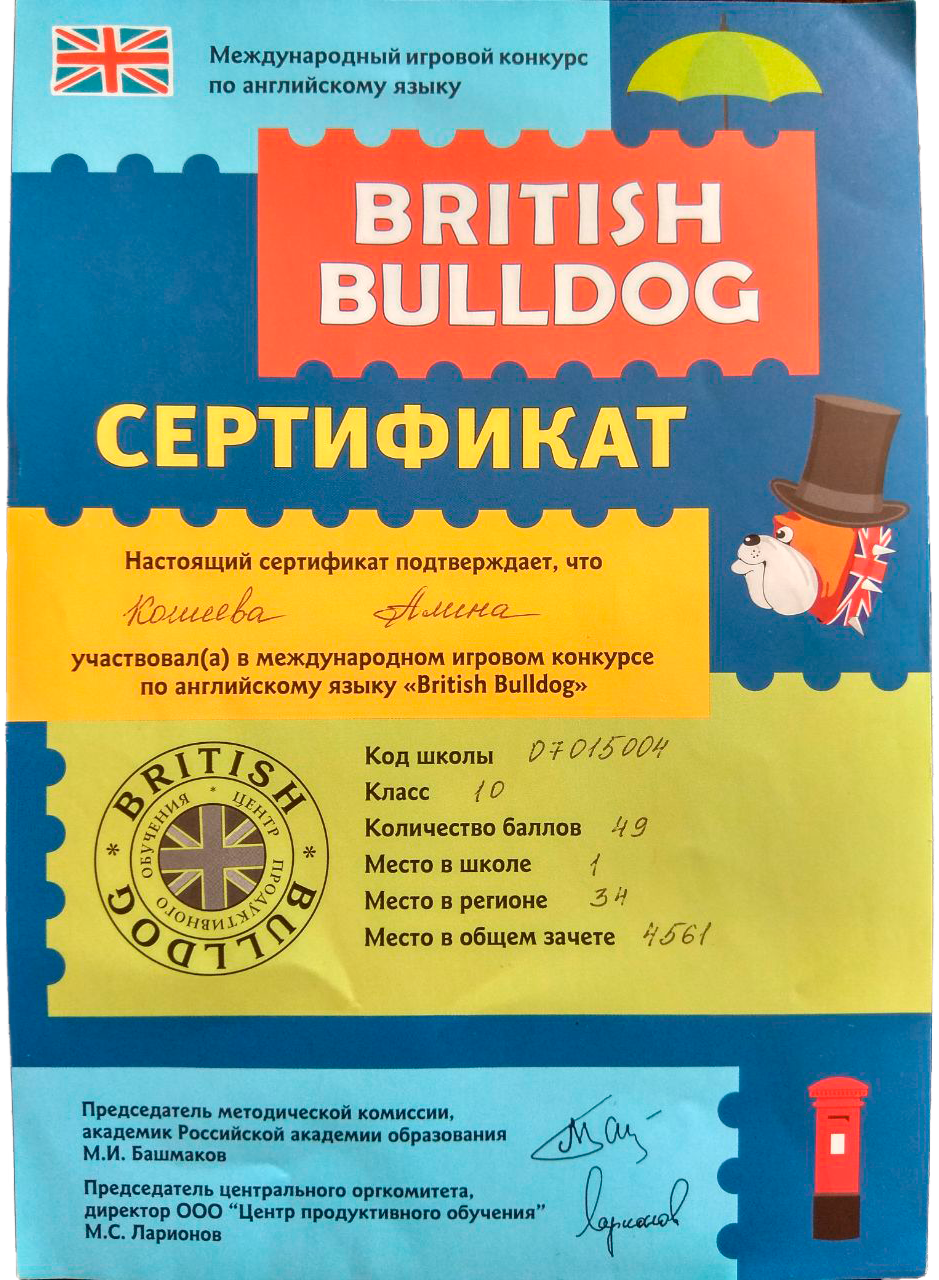 Международный игровой конкурс
по английскому языку
BRITISH
BULLDOG
СЕРТИФИКАТ
Настоящий сертификат подтверждает, что
Кошева Алина
участвовал(а) в международном игровом конкурсе
по английскому языку «British Bulldog»
BRITISH BULLDOG
ЦЕНТР ПРОДУКТИВНОГО ОБУЧЕНИЯ
Код школы 07015004
Класс 10
Количество баллов 49
Место в школе 1
Место в регионе 34
Место в общем зачете 4561
Председатель методической комиссии,
академик Российской академии образования
М.И. Башмаков
Председатель центрального оргкомитета,
директор ООО “Центр продуктивного обучения”
М.С. Ларионов